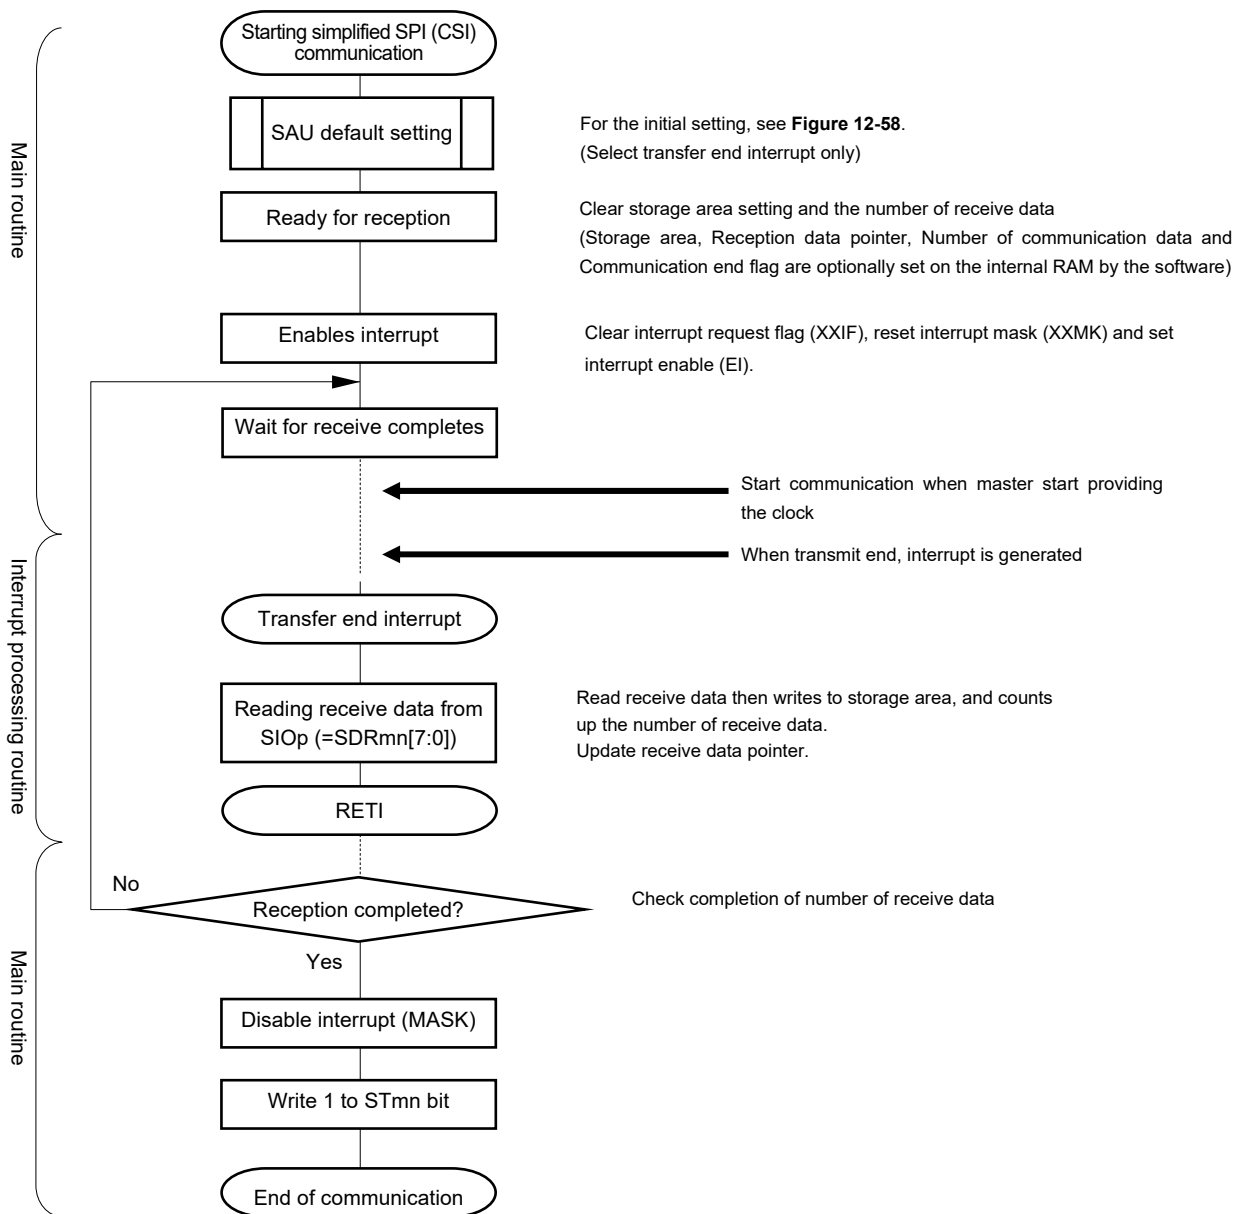 Starting simplified SPI (CSI)
communication
SAU default setting
For the initial setting, see Figure 12-58.
(Select transfer end interrupt only)
Main routine
Ready for reception
Clear storage area setting and the number of receive data
(Storage area, Reception data pointer, Number of communication data and
Communication end flag are optionally set on the internal RAM by the software)
Enables interrupt
Clear interrupt request flag (XXIF), reset interrupt mask (XXMK) and set
interrupt enable (EI).
Wait for receive completes
Start communication when master start providing
the clock
When transmit end, interrupt is generated
Interrupt processing routine
Transfer end interrupt
Reading receive data from
SIOp (=SDRmn[7:0])
Read receive data then writes to storage area, and counts
up the number of receive data.
Update receive data pointer.
RETI
No
Reception completed?
Check completion of number of receive data
Yes
Main routine
Disable interrupt (MASK)
Write 1 to STmn bit
End of communication